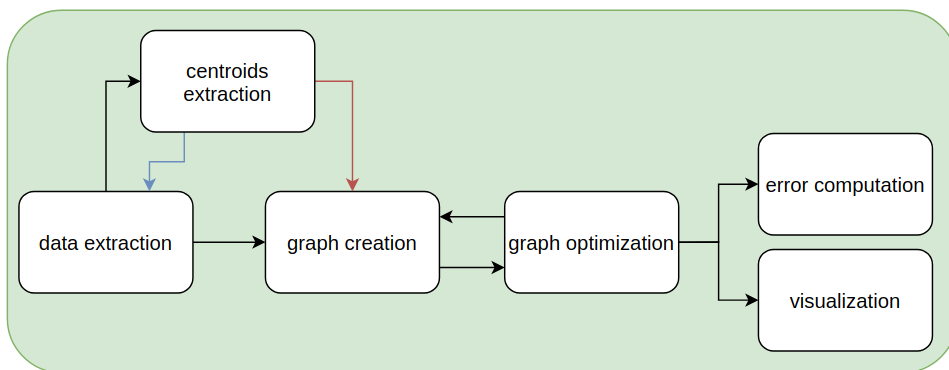 centroids
extraction
data extraction
graph creation
graph optimization
error computation
visualization